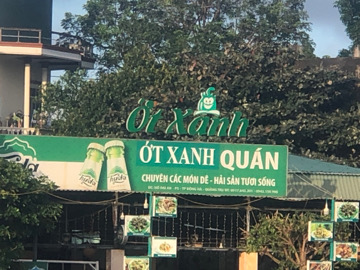 Ớt Xanh
ỚT XANH QUÁN
CHUYÊN CÁC MÓN DÊ - HẢI SẢN TƯƠI SỐNG